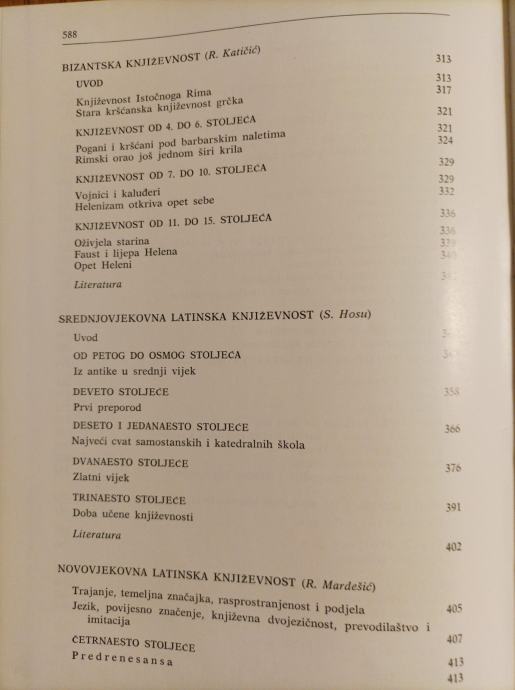 588
BIZANTSKA KNJIŽEVNOST (R. Katičić) 313
UVOD 313
Književnost Istočnoga Rima 317
Stara kršćanska književnost grčka
KNJIŽEVNOST OD 4. DO 6. STOLJEĆA 321
Pogani i kršćani pod barbarskim naletima 321
Rimski orao još jednom širi krila 324
KNJIŽEVNOST OD 7. DO 10. STOLJEĆA 329
Vojnici i kaluđeri 329
Helenizam otkriva opet sebe 332
KNJIŽEVNOST OD 11. DO 15. STOLJEĆA 336
Oživjela starina 336
Faust i lijepa Helena
Opet Heleni 340
Literatura
SREDNJOVJEKOVNA LATINSKA KNJIŽEVNOST (S. Hosu)
Uvod
OD PETOG DO OSMOG STOLJEĆA
Iz antike u srednji vijek
DEVETO STOLJEĆE 358
Prvi preporod
DESETO I JEDANAESTO STOLJEĆE 366
Najveći cvat samostanskih i katedralnih škola
DVANAESTO STOLJEĆE 376
Zlatni vijek
TRINAESTO STOLJEĆE 391
Doba učene književnosti
Literatura 402
NOVOVJEKOVNA LATINSKA KNJIŽEVNOST (R. Mardešić)
Trajanje, temeljna značajka, rasprostranjenost i podjela 405
Jezik, povijesno značenje, književna dvojezičnost, prevodilaštvo i
imitacija 407
ČETRNAESTO STOLJEĆE 413
Predrenesansa 413